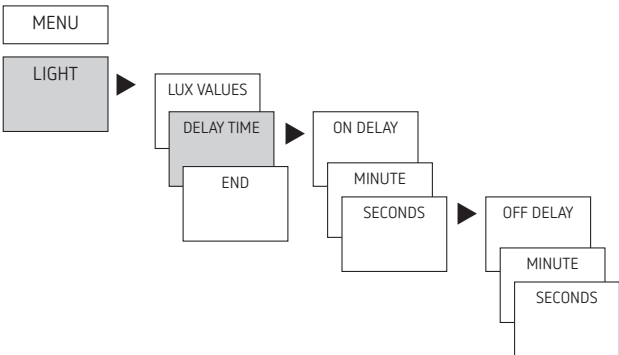 MENU
LIGHT
LUX VALUES
DELAY TIME
END
ON DELAY
MINUTE
SECONDS
OFF DELAY
MINUTE
SECONDS